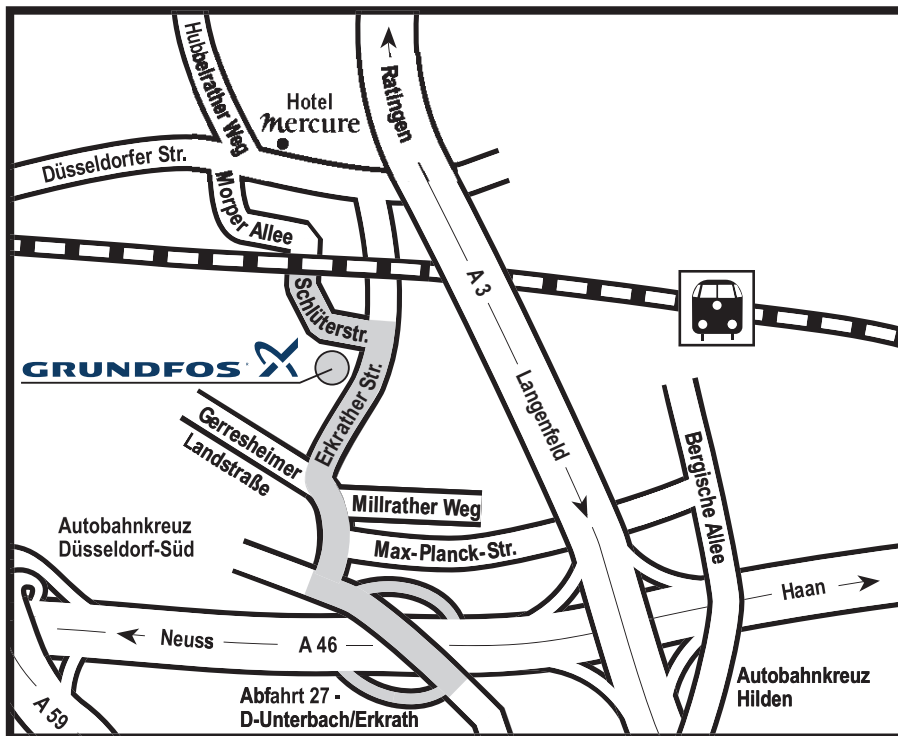 Hubbelrather Weg
Ratingen
Hotel
mercure
Düsseldorfer Str.
Morper Allee
A 3
Schlüterstr.
GRUNDFOS
Erkrather Str.
Langenfeld
Gerresheimer
Landstraße
Bergische Allee
Millrather Weg
Autobahnkreuz
Düsseldorf-Süd
Max-Planck-Str.
Haan
Neuss
A 46
Autobahnkreuz
Hilden
Abfahrt 27 -
D-Unterbach/Erkrath
A 59